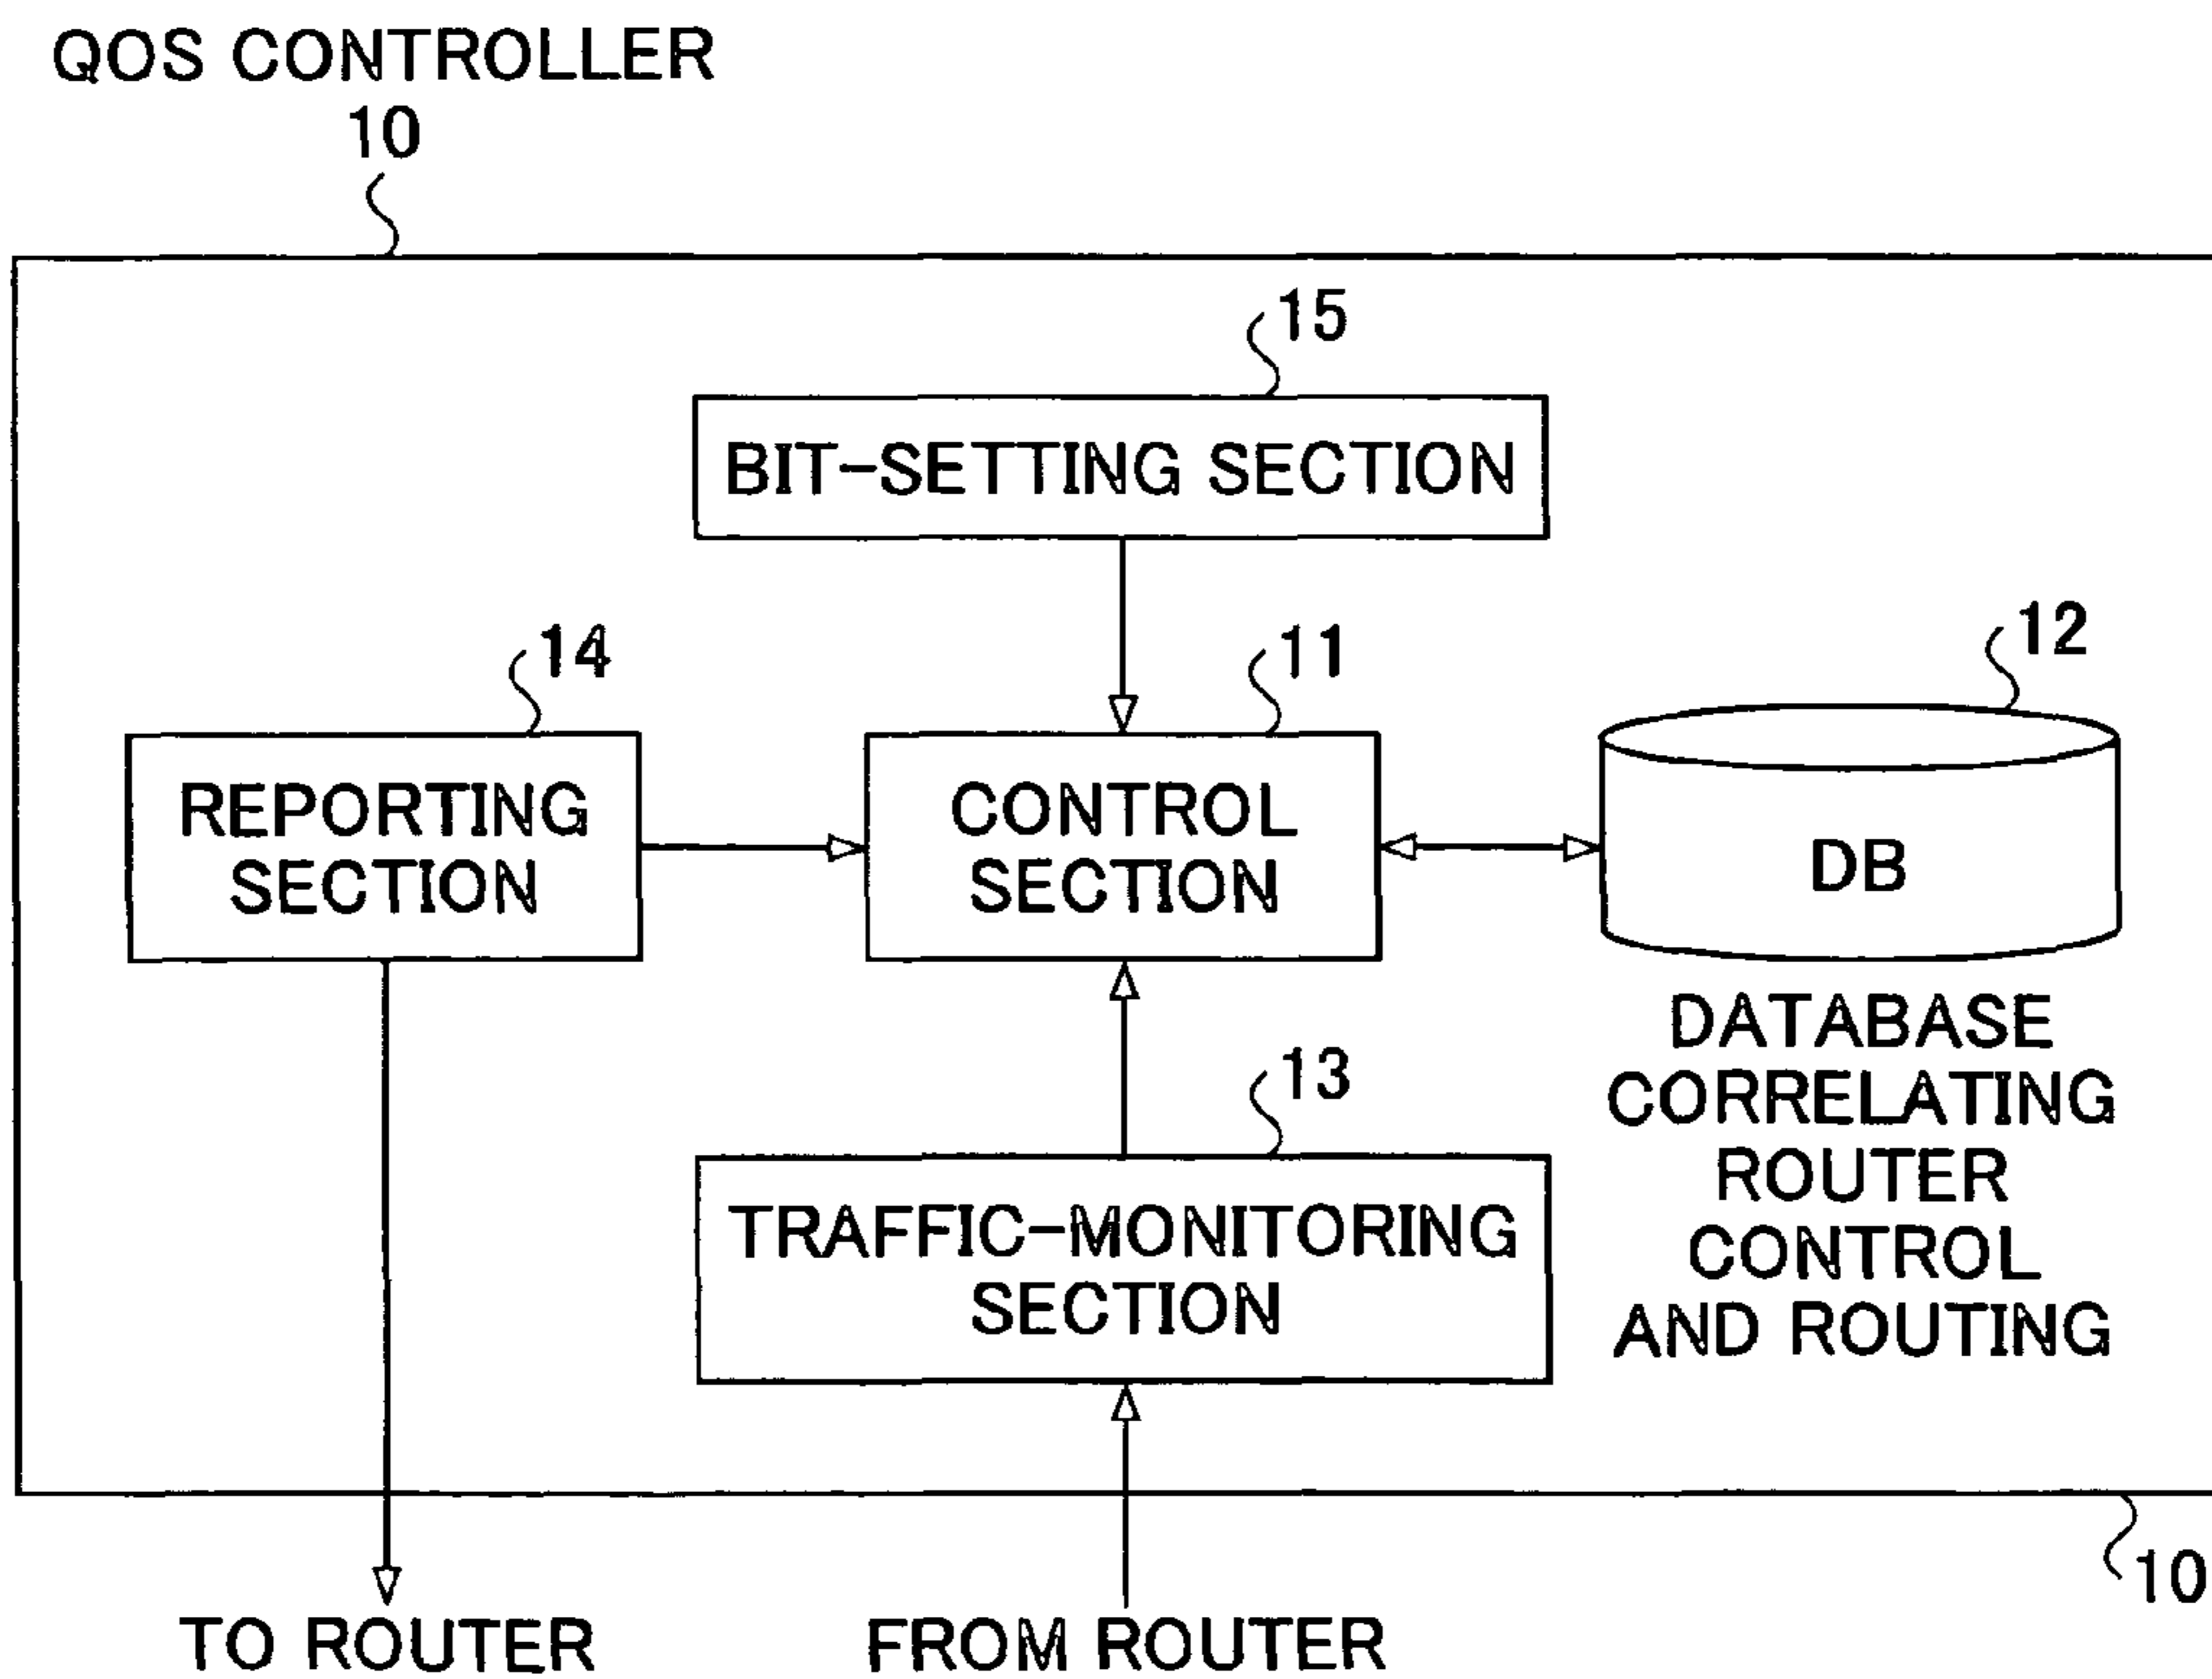 QOS CONTROLLER
10
15
BIT-SETTING SECTION
14
11
12
REPORTING
SECTION
CONTROL
SECTION
DB
DATABASE
CORRELATING
ROUTER
CONTROL
AND ROUTING
13
TRAFFIC-MONITORING
SECTION
10
TO ROUTER
FROM ROUTER